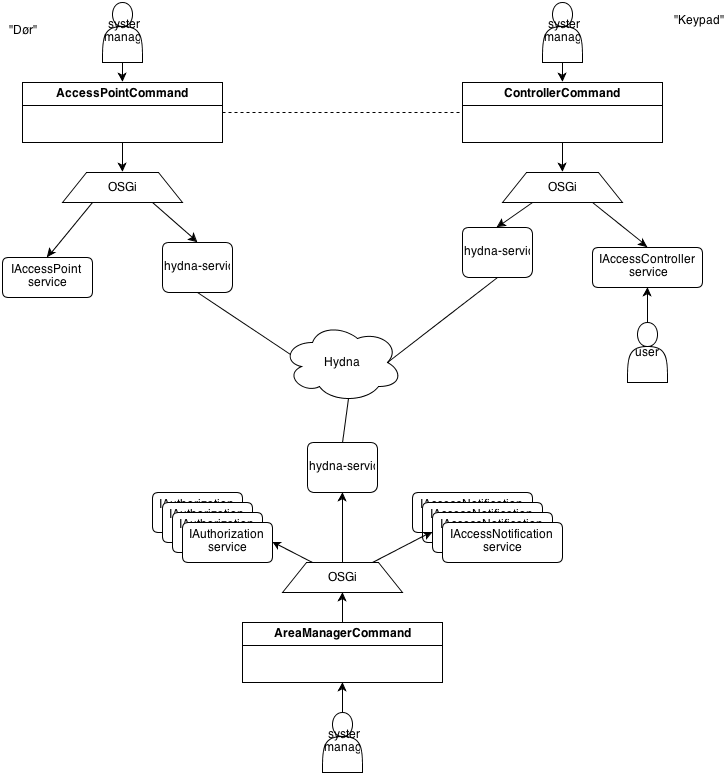 "Dør"
syster
manag
syster
manag
"Keypad"
AccessPointCommand
ControllerCommand
OSGi
OSGi
IAccessPoint
service
hydna-servic
hydna-servic
IAccessController
service
user
Hydna
hydna-servic
IAuthorization
IAuthorization
IAuthorization
IAuthorization
service
IAccessNotification
IAccessNotification
IAccessNotification
IAccessNotification
service
OSGi
AreaManagerCommand
syster
manag